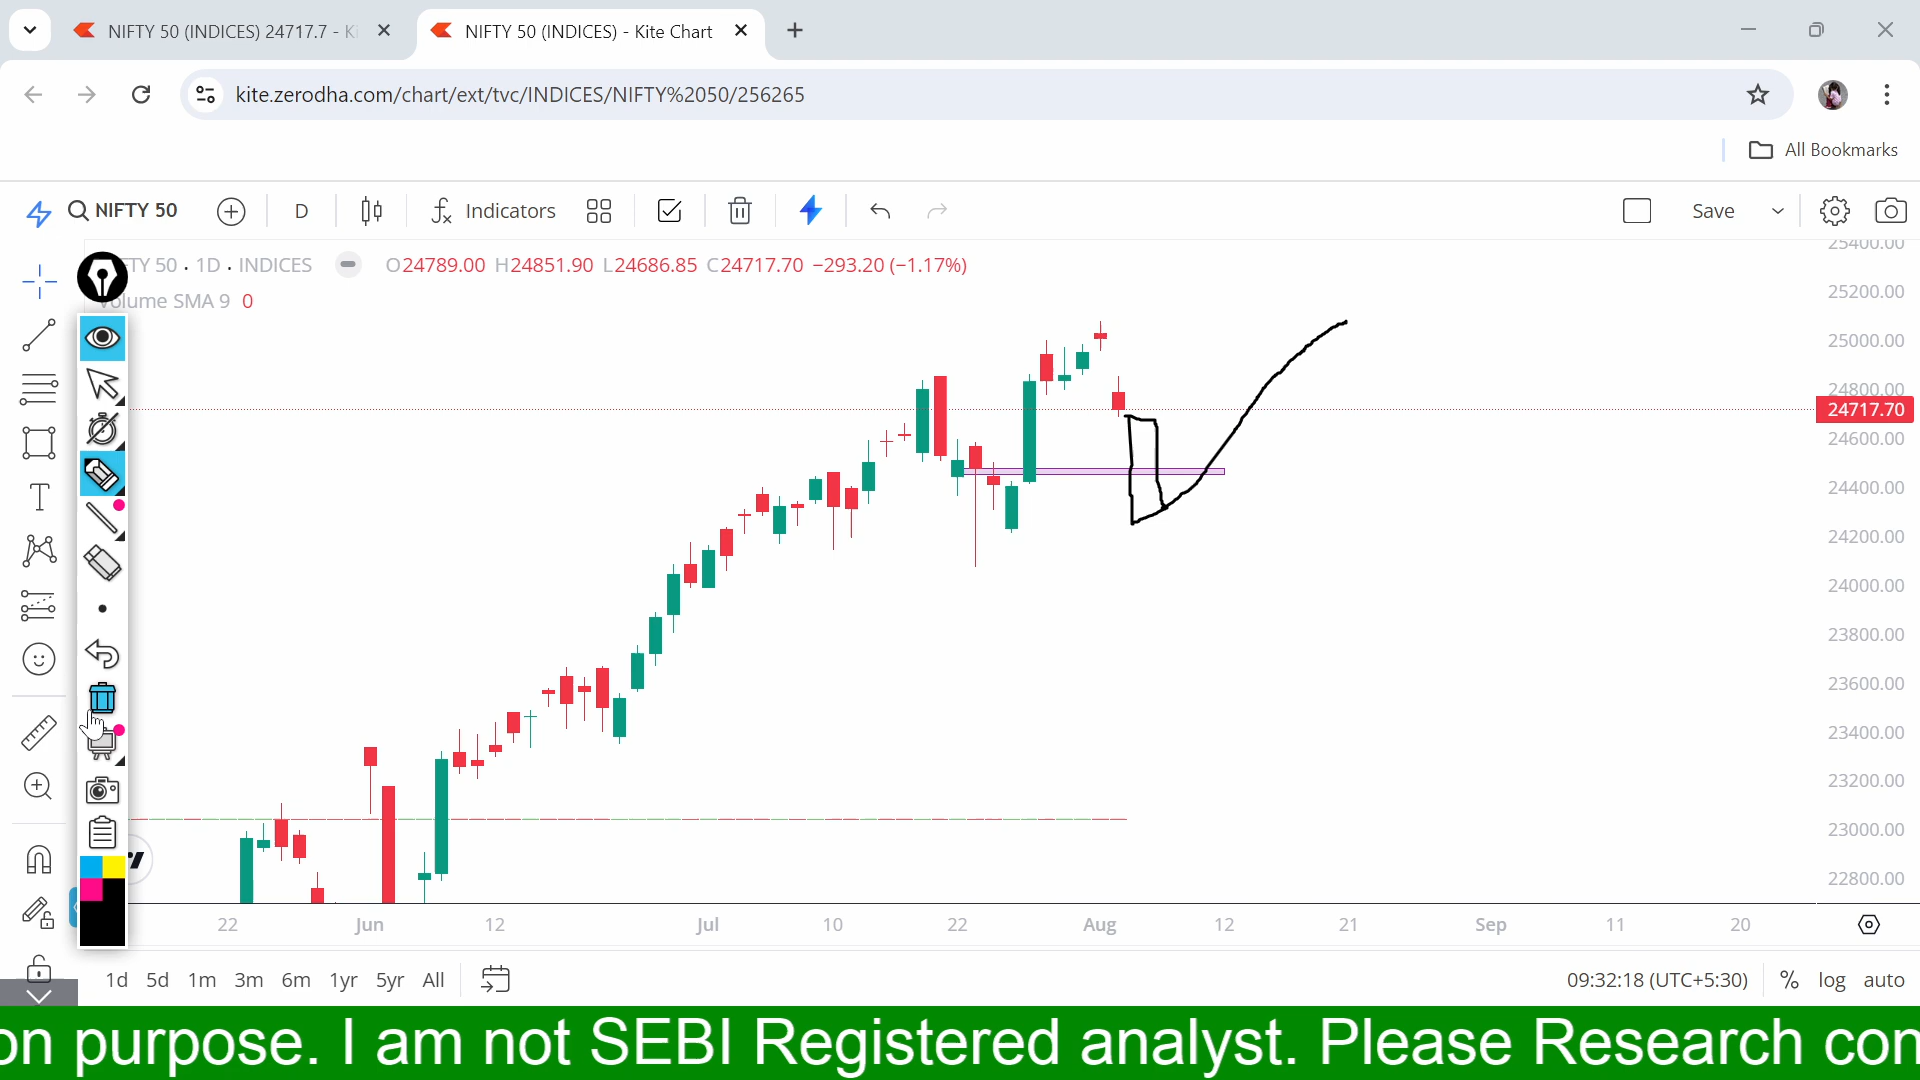 NIFTY 50 (INDICES) 24717.7 - Ki
NIFTY 50 (INDICES) - Kite Chart
kite.zerodha.com/chart/ext/tvc/INDICES/NIFTY%2050/256265
All Bookmarks
NIFTY 50
D
Indicators
Save
TY 50 . 1D . INDICES O24789.00 H24851.90 L24686.85 C24717.70 −293.20 (−1.17%)
Volume SMA 9 0
25400.00
25200.00
25000.00
24800.00
24717.70
24600.00
24400.00
24200.00
24000.00
23800.00
23600.00
23400.00
23200.00
23000.00
22800.00
22 Jun 12 Jul 10 22 Aug 12 21 Sep 11 20
1d 5d 1m 3m 6m 1yr 5yr All
09:32:18 (UTC+5:30) % log auto
on purpose. I am not SEBI Registered analyst. Please Research con